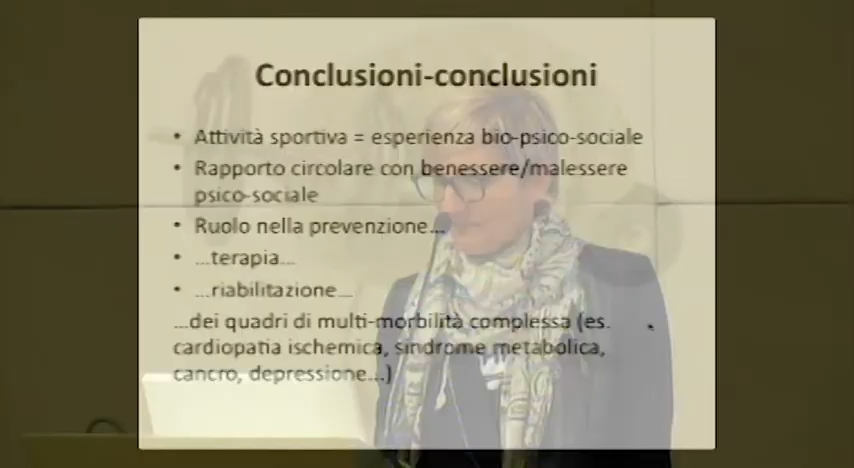 Conclusioni-conclusioni
• Attività sportiva = esperienza bio-psico-sociale
• Rapporto circolare con benessere/malessere
psico-sociale
• Ruolo nella prevenzione...
• ...terapia...
• ...riabilitazione...
...dei quadri di multi-morbilità complessa (es.
cardiopatia ischemica, sindrome metabolica,
cancro, depressione...)